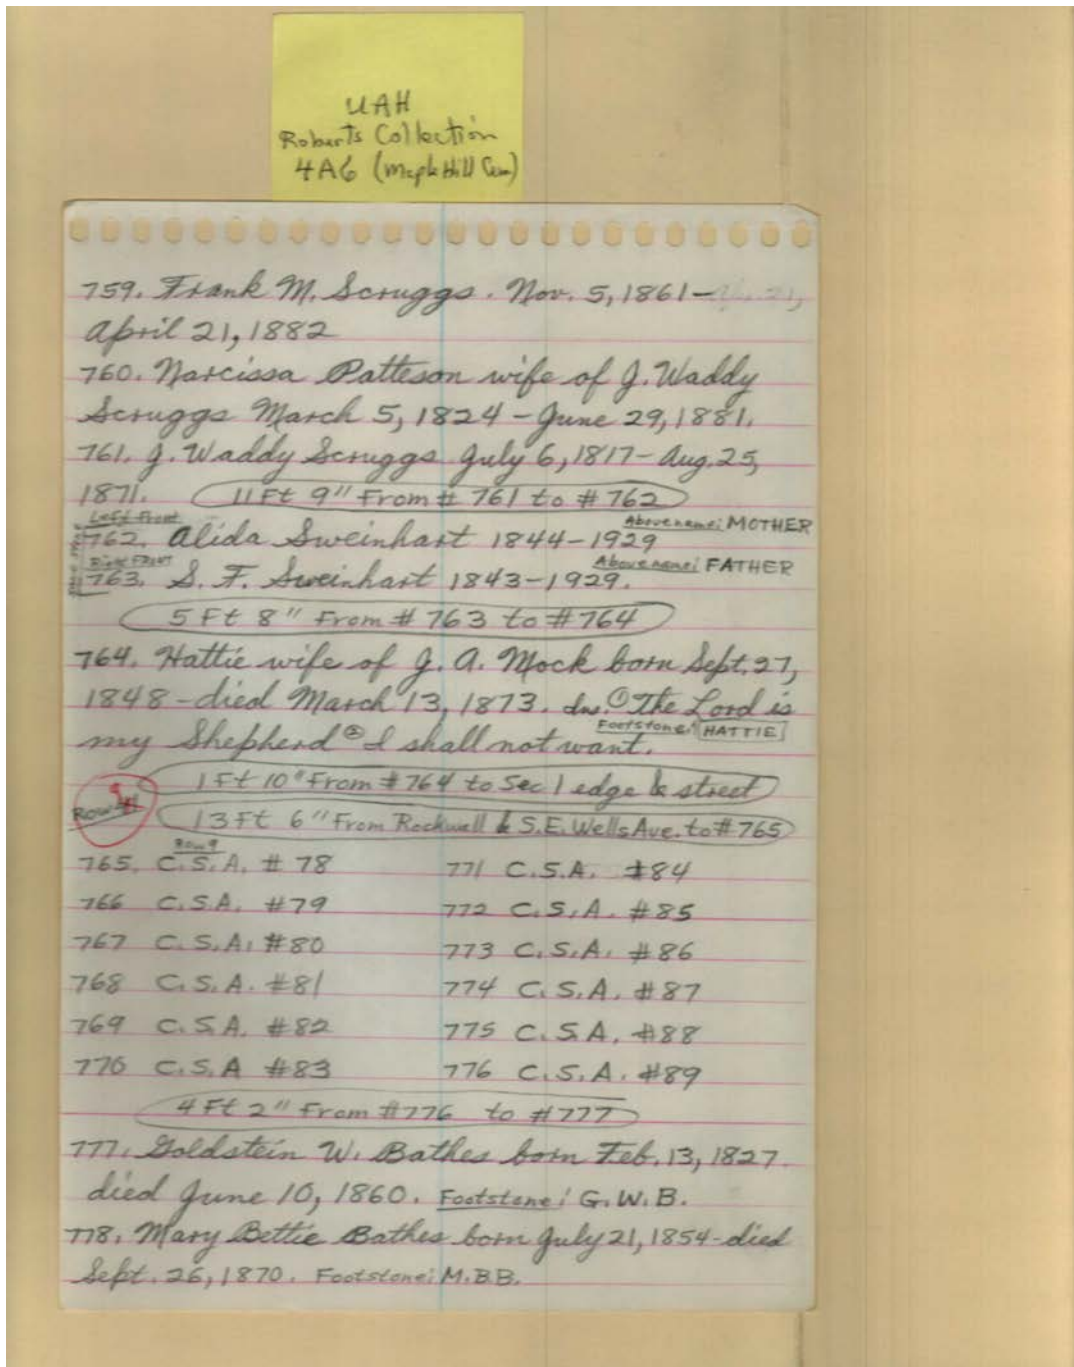 UAH
Roberts Collection
4A6 (Maple Hill Cem)
759. Frank M. Scruggs. Nov. 5, 1861-
April 21, 1882
760. Narcissa Patteson wife of J. Waddy
Scruggs March 5, 1824 - June 29, 1881.
761. J. Waddy Scruggs July 6, 1817 - Aug. 25,
1871. 11 Ft 9" From # 761 to # 762
Left Front
Above name: MOTHER
762. Alida Sweinhart 1844-1929
Right FRONT
Above name: FATHER
763. S. F. Sweinhart 1843-1929.
5 Ft 8" From # 763 to # 764
764. Hattie wife of J. A. Mock born Sept. 27,
1848 - died March 13, 1873. Ins. ① The Lord is
Footstone: HATTIE
my Shepherd ② I shall not want.
1 Ft 10" From # 764 to Sec 1 edge & street
Row 9
13 Ft 6" From Rockwell & S.E. Wells Ave. to # 765
Row 9
765. C.S.A. # 78 771 C.S.A. #84
766 C.S.A. #79 772 C.S.A. #85
767 C.S.A. #80 773 C.S.A. #86
768 C.S.A. #81 774 C.S.A. #87
769 C.S.A. #82 775 C.S.A. #88
770 C.S.A #83 776 C.S.A. #89
4 Ft 2" From #776 to #777
777. Goldstein W. Bathes born Feb. 13, 1827.
died June 10, 1860. Footstone: G.W.B.
778. Mary Bettie Bathes born July 21, 1854 - died
Sept. 26, 1870. Footstone: M.B.B.